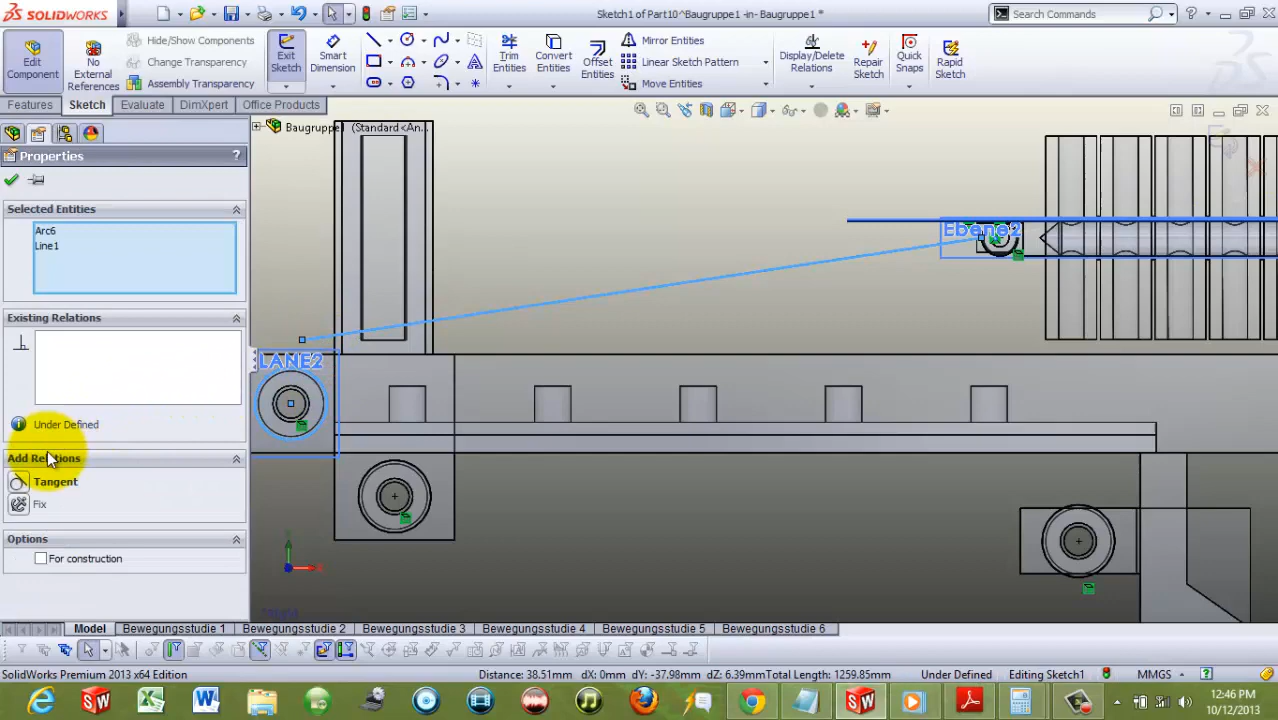 SOLIDWORKS
Sketch1 of Part10^Baugruppe1 -in- Baugruppe1 *
Search Commands
Edit Component
No External References
Hide/Show Components
Change Transparency
Assembly Transparency
Exit Sketch
Smart Dimension
Trim Entities
Convert Entities
Offset Entities
Mirror Entities
Linear Sketch Pattern
Move Entities
Display/Delete Relations
Repair Sketch
Quick Snaps
Rapid Sketch
Features
Sketch
Evaluate
DimXpert
Office Products
Baugruppe1 (Standard<An...
Properties
?
Selected Entities
Arc6
Line1
Existing Relations
Under Defined
Add Relations
Tangent
Fix
Options
For construction
Ebene2
LANE2
Model
Bewegungsstudie 1
Bewegungsstudie 2
Bewegungsstudie 3
Bewegungsstudie 4
Bewegungsstudie 5
Bewegungsstudie 6
SolidWorks Premium 2013 x64 Edition
Distance: 38.51mm dX: 0mm dY: -37.98mm dZ: 6.39mmTotal Length: 1259.85mm
Under Defined
Editing Sketch1
MMGS
12:46 PM
10/12/2013